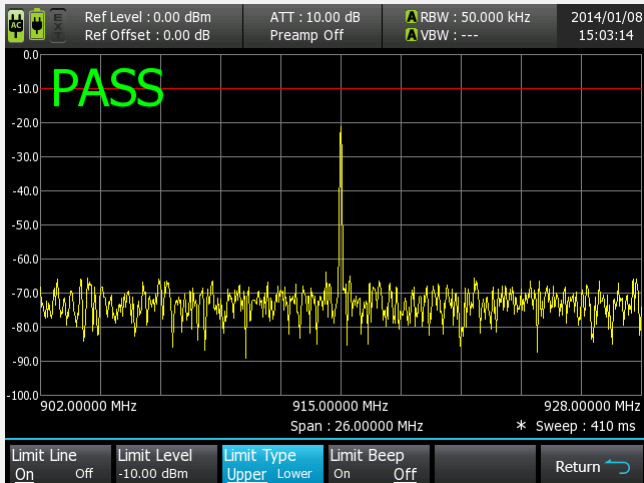 AC EXT Ref Level : 0.00 dBm ATT : 10.00 dB A RBW : 50.000 kHz 2014/01/08
Ref Offset : 0.00 dB Preamp Off A VBW : --- 15:03:14
0.0
PASS
-10.0
-20.0
-30.0
-40.0
-50.0
-60.0
-70.0
-80.0
-90.0
-100.0
902.00000 MHz 915.00000 MHz 928.00000 MHz
Span : 26.00000 MHz * Sweep : 410 ms
Limit Line Limit Level Limit Type Limit Beep
On Off -10.00 dBm Upper Lower On Off Return